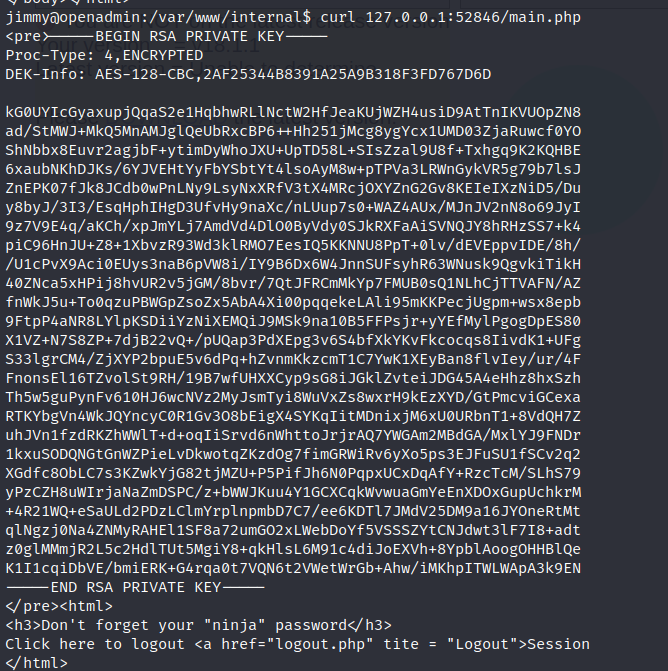 </body></html>
jimmy@openadmin:/var/www/internal$ curl 127.0.0.1:52846/main.php
<pre>-----BEGIN RSA PRIVATE KEY-----
Proc-Type: 4,ENCRYPTED
DEK-Info: AES-128-CBC,2AF25344B8391A25A9B318F3FD767D6D

kG0UYIcGyaxupjQqaS2e1HqbhwRLlNctW2HfJeaKUjWZH4usiD9AtTnIKVUOpZN8
ad/StMWJ+MkQ5MnAMJglQeUbRxcBP6++Hh251jMcg8ygYcx1UMD03ZjaRuwcf0YO
ShNbbx8Euvr2agjbF+ytimDyWhoJXU+UpTD58L+SIsZzal9U8f+Txhgq9K2KQHBE
6xaubNKhDJKs/6YJVEHtYyFbYSbtYt4lsoAyM8w+pTPVa3LRWnGykVR5g79b7lsJ
ZnEPK07fJk8JCdb0wPnLNy9LsyNxXRfV3tX4MRcjOXYZnG2Gv8KEIeIXzNiD5/Du
y8byJ/3I3/EsqHphIHgD3UfvHy9naXc/nLUup7s0+WAZ4AUx/MJnJV2nN8o69JyI
9z7V9E4q/aKCh/xpJmYLj7AmdVd4DlO0ByVdy0SJkRXFaAiSVNQJY8hRHzSS7+k4
piC96HnJU+Z8+1XbvzR93Wd3klRMO7EesIQ5KKNNU8PpT+0lv/dEVEppvIDE/8h/
/U1cPvX9Aci0EUys3naB6pVW8i/IY9B6Dx6W4JnnSUFsyhR63WNusk9QgvkiTikH
40ZNca5xHPij8hvUR2v5jGM/8bvr/7QtJFRCmMkYp7FMUB0sQ1NLhCjTTVAFN/AZ
fnWkJ5u+To0qzuPBWGpZsoZx5AbA4Xi00pqqekeLAli95mKKPecjUgpm+wsx8epb
9FtpP4aNR8LYlpKSDiiYzNiXEMQiJ9MSk9na10B5FFPsjr+yYEfMylPgogDpES80
X1VZ+N7S8ZP+7djB22vQ+/pUQap3PdXEpg3v6S4bfXkYKvFkcocqs8IivdK1+UFg
S33lgrCM4/ZjXYP2bpuE5v6dPq+hZvnmKkzcmT1C7YwK1XEyBan8flvIey/ur/4F
FnonsEl16TZvolSt9RH/19B7wfUHXXCyp9sG8iJGklZvteiJDG45A4eHhz8hxSzh
Th5w5guPynFv610HJ6wcNVz2MyJsmTyi8WuVxZs8wxrH9kEzXYD/GtPmcviGCexa
RTKYbgVn4WkJQYncyC0R1Gv3O8bEigX4SYKqIitMDnixjM6xU0URbnT1+8VdQH7Z
uhJVn1fzdRKZhWWlT+d+oqIiSrvd6nWhttoJrjrAQ7YWGAm2MBdGA/MxlYJ9FNDr
1kxuSODQNGtGnWZPieLvDkwotqZKzdOg7fimGRWiRv6yXo5ps3EJFuSU1fSCv2q2
XGdfc8ObLC7s3KZwkYjG82tjMZU+P5PifJh6N0PqpxUCxDqAfY+RzcTcM/SLhS79
yPzCZH8uWIrjaNaZmDSPC/z+bWWJKuu4Y1GCXCqkWvwuaGmYeEnXDOxGupUchkrM
+4R21WQ+eSaULd2PDzLClmYrplnpmbD7C7/ee6KDTl7JMdV25DM9a16JYOneRtMt
qlNgzj0Na4ZNMyRAHEl1SF8a72umGO2xLWebDoYf5VSSSZYtCNJdwt3lF7I8+adt
z0glMMmjR2L5c2HdlTUt5MgiY8+qkHlsL6M91c4diJoEXVh+8YpblAoogOHHBlQe
K1I1cqiDbVE/bmiERK+G4rqa0t7VQN6t2VWetWrGb+Ahw/iMKhpITWLWApA3k9EN
-----END RSA PRIVATE KEY-----
</pre><html>
<h3>Don't forget your "ninja" password</h3>
Click here to logout <a href="logout.php" tite = "Logout">Session
</html>